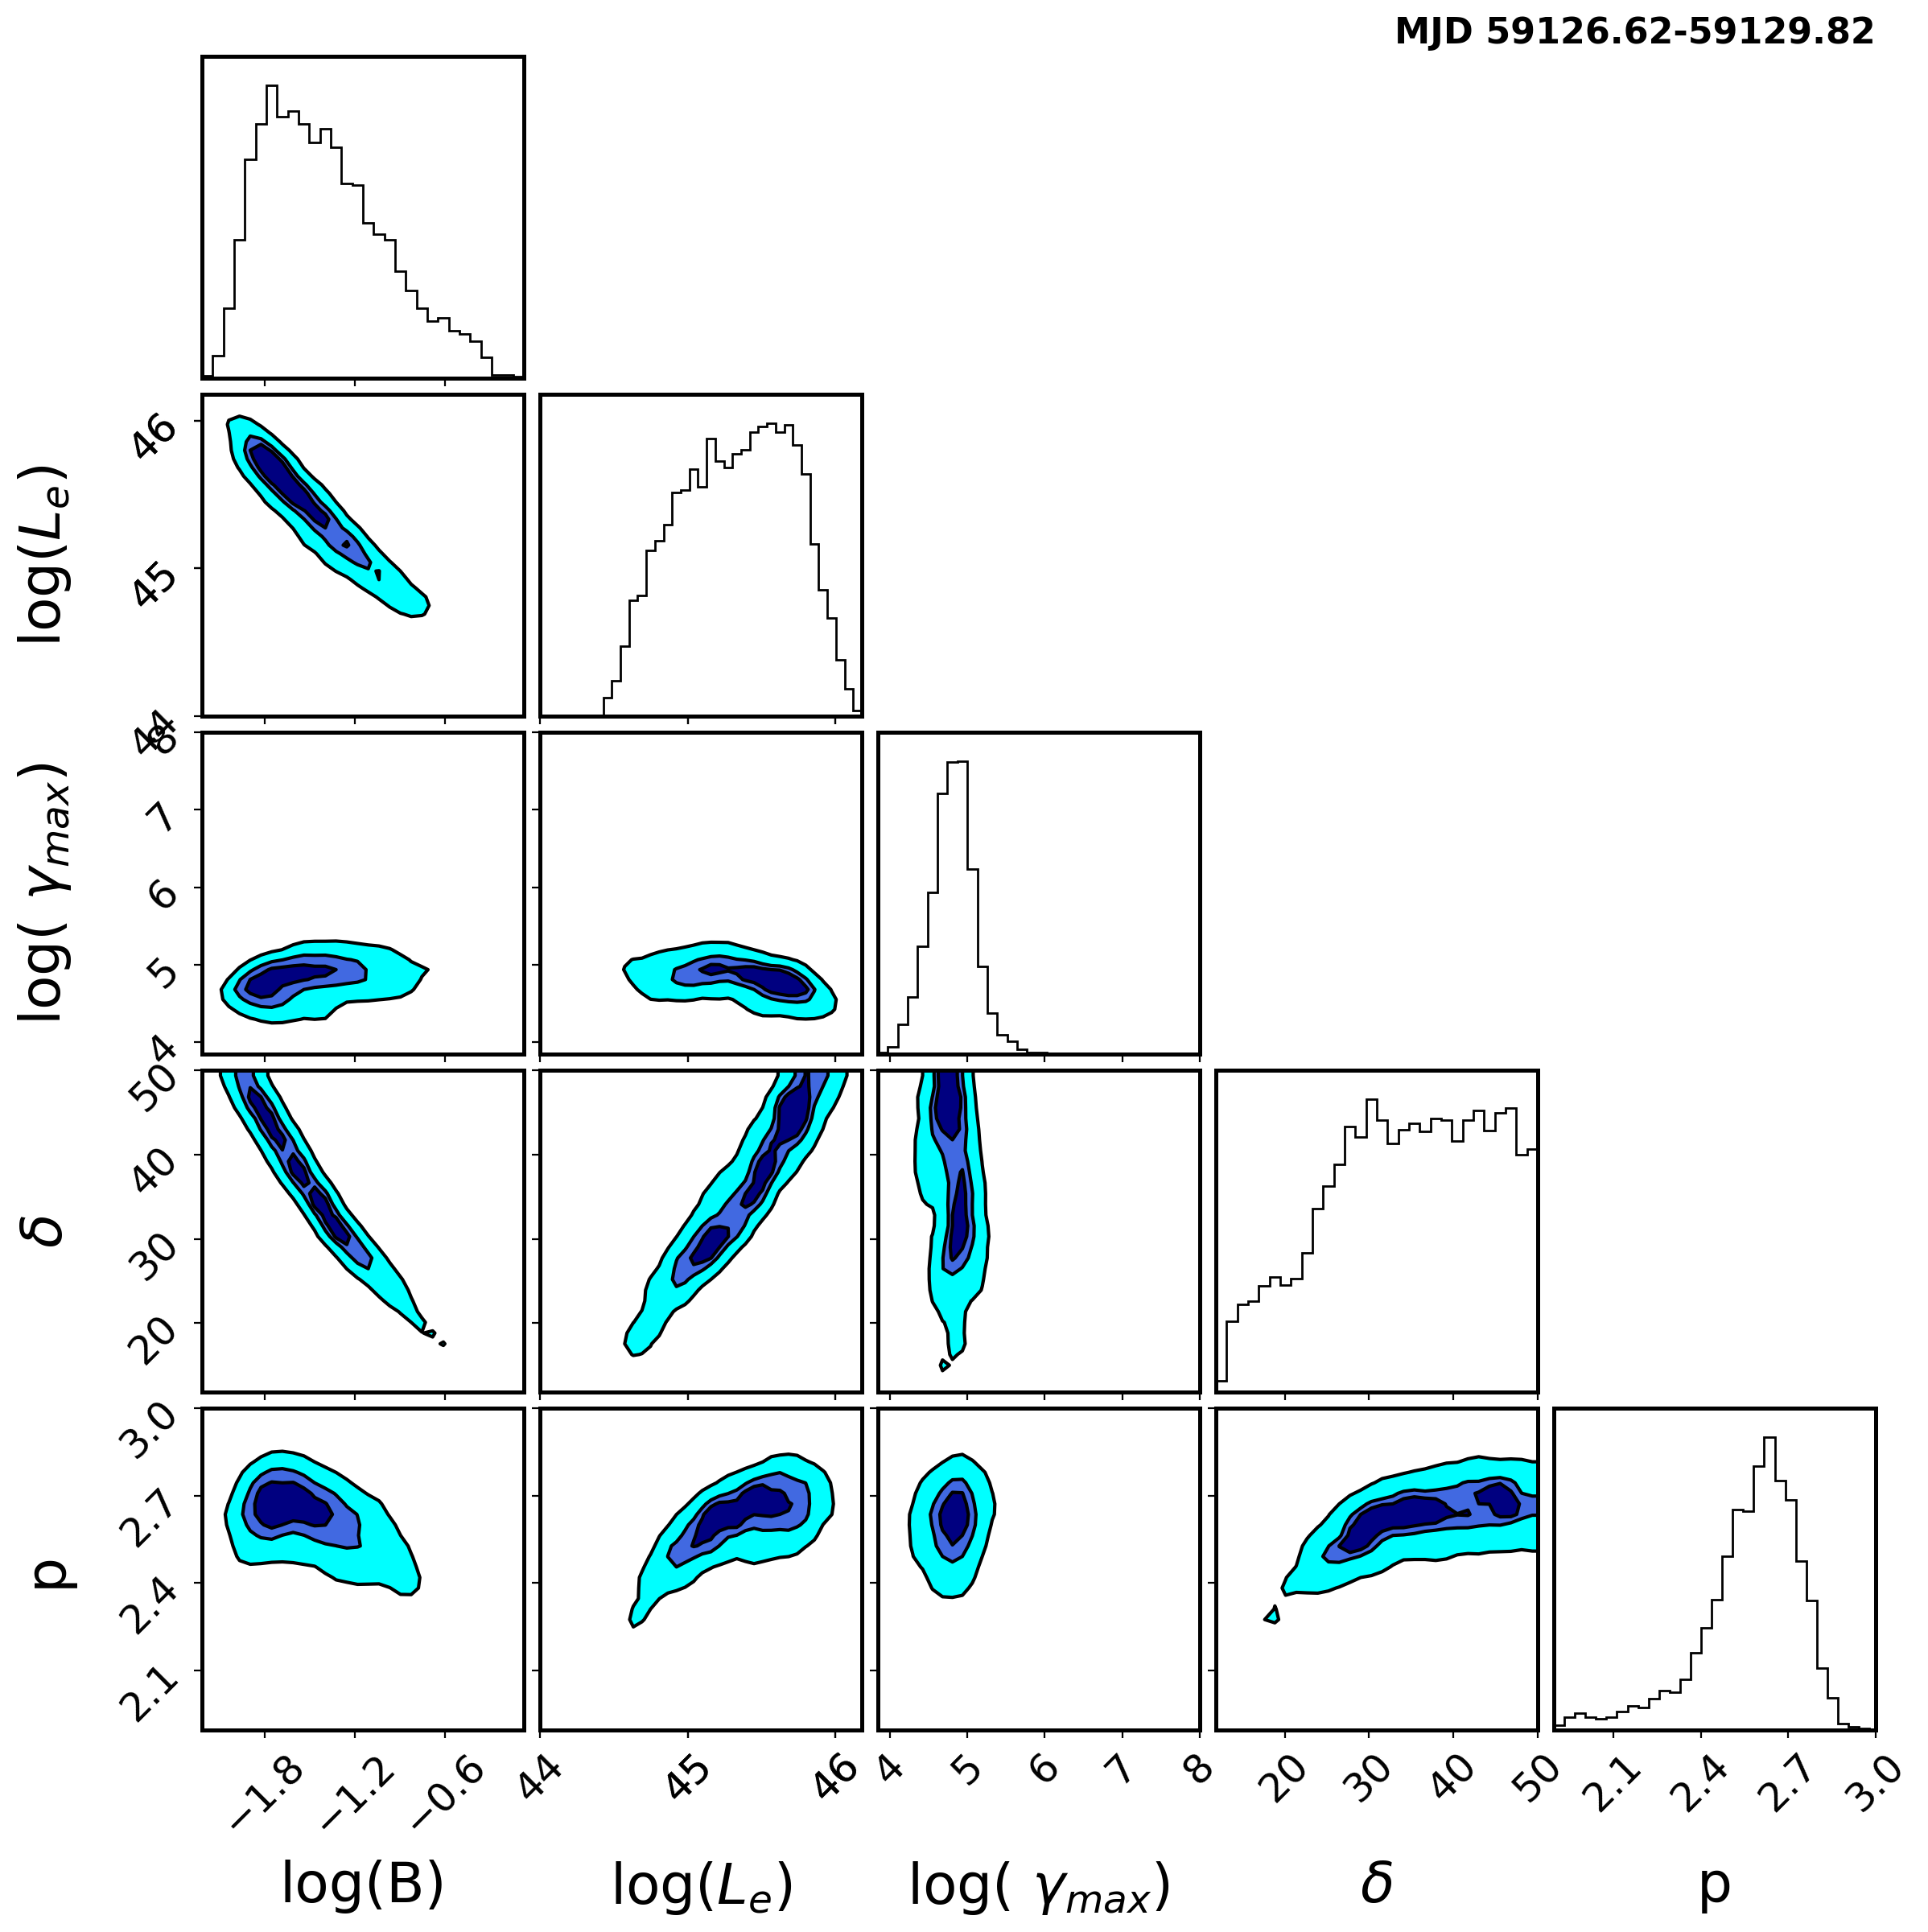 MJD 59126.62-59129.82
46
45
44
log(L_e)
8
7
6
5
4
log( γ_max)
50
40
30
20
δ
3.0
2.7
2.4
2.1
p
−1.8 −1.2 −0.6 44 45 46 4 5 6 7 8 20 30 40 50 2.1 2.4 2.7 3.0
log(B) log(L_e) log( γ_max) δ p